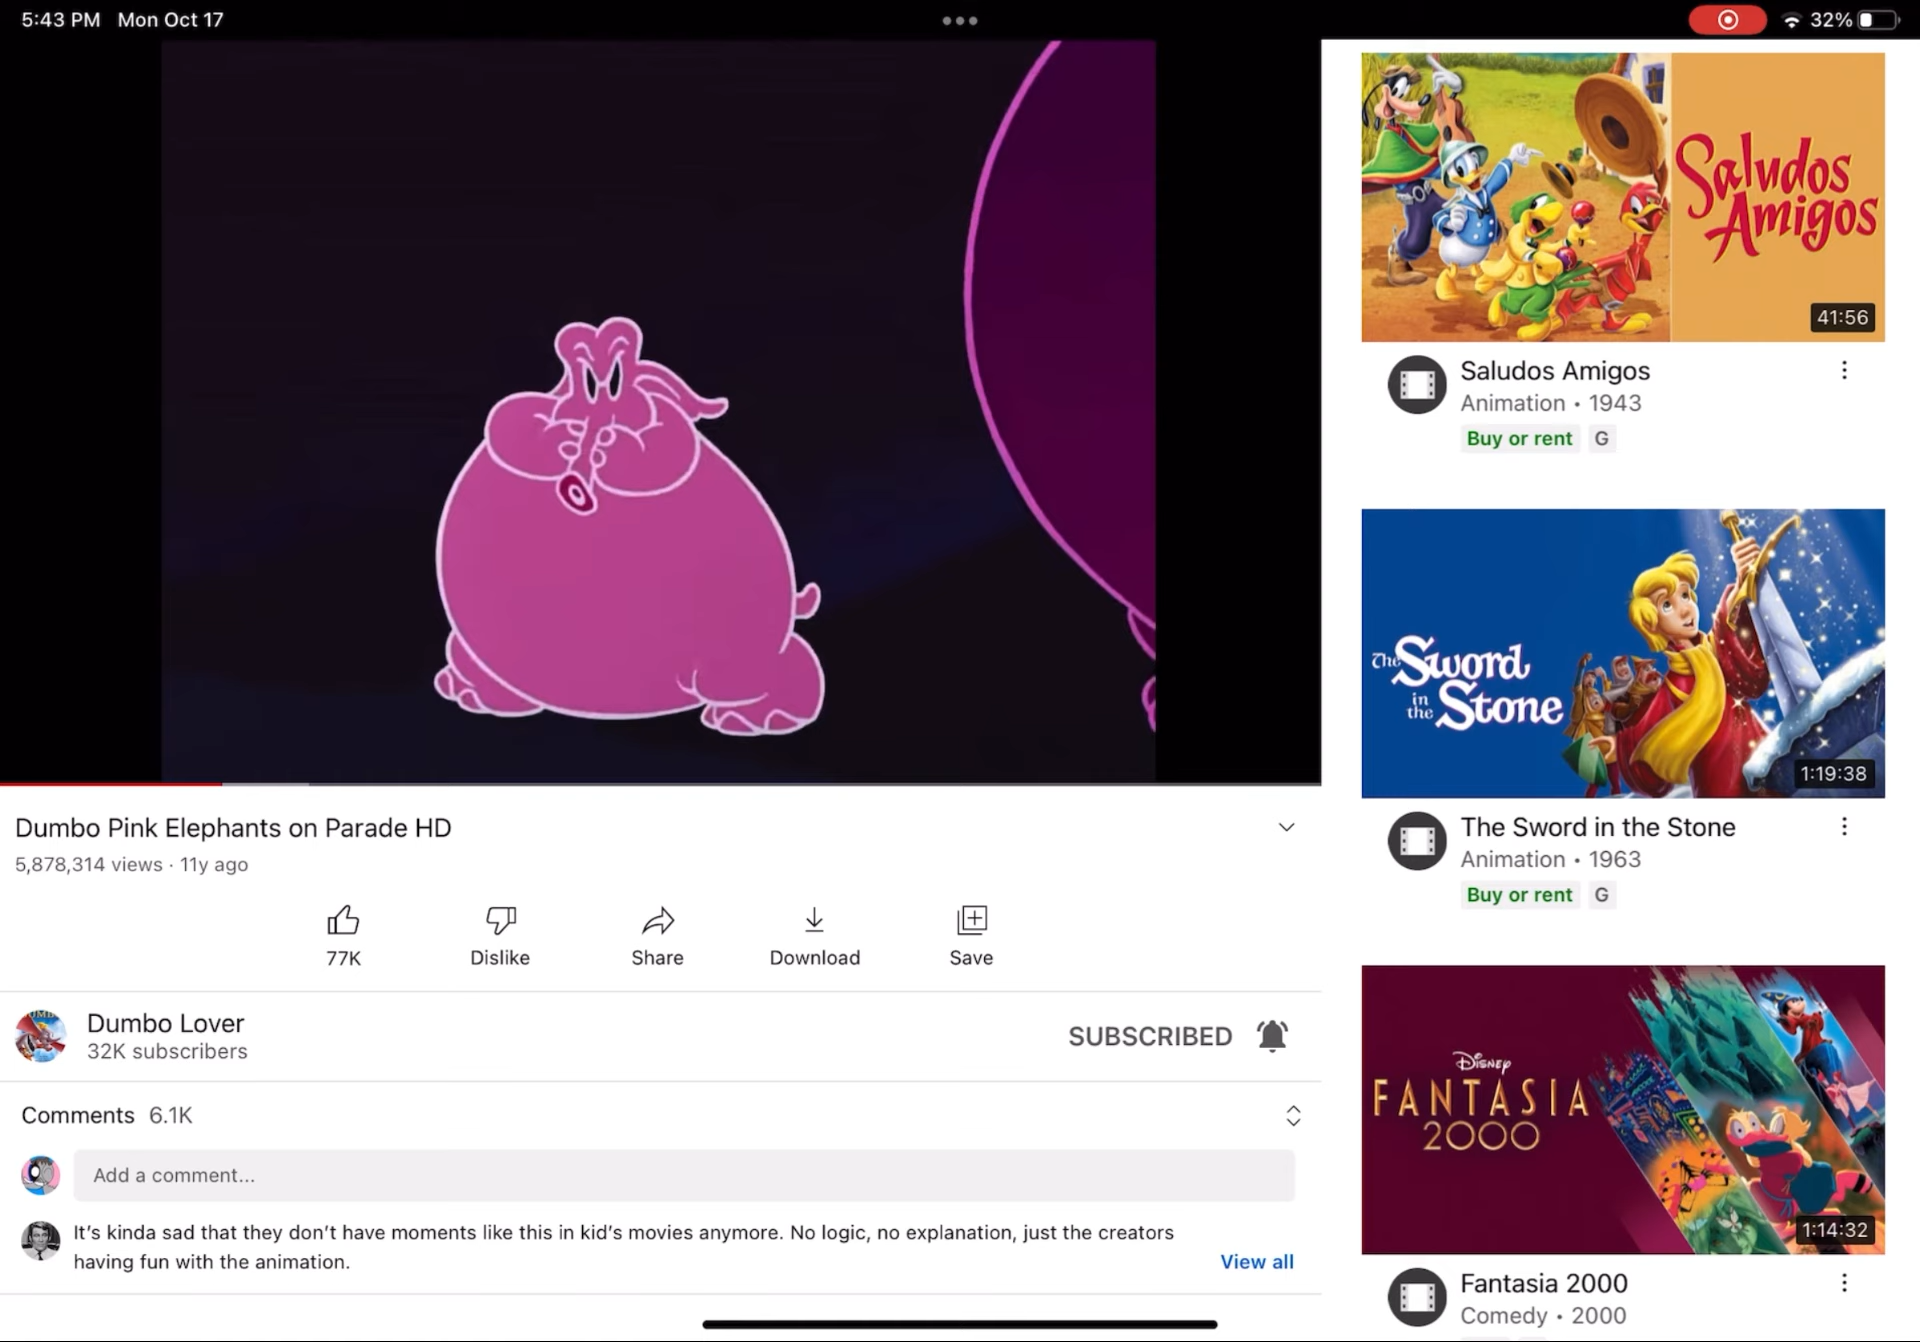 5:43 PM Mon Oct 17
32%
Saludos
Amigos
41:56
Saludos Amigos
Animation • 1943
Buy or rent G
The Sword
in the Stone
1:19:38
The Sword in the Stone
Animation • 1963
Buy or rent G
Disney
FANTASIA
2000
1:14:32
Fantasia 2000
Comedy • 2000
Dumbo Pink Elephants on Parade HD
5,878,314 views · 11y ago
77K Dislike Share Download Save
Dumbo Lover
32K subscribers
SUBSCRIBED
Comments 6.1K
Add a comment...
It's kinda sad that they don't have moments like this in kid's movies anymore. No logic, no explanation, just the creators
having fun with the animation.
View all